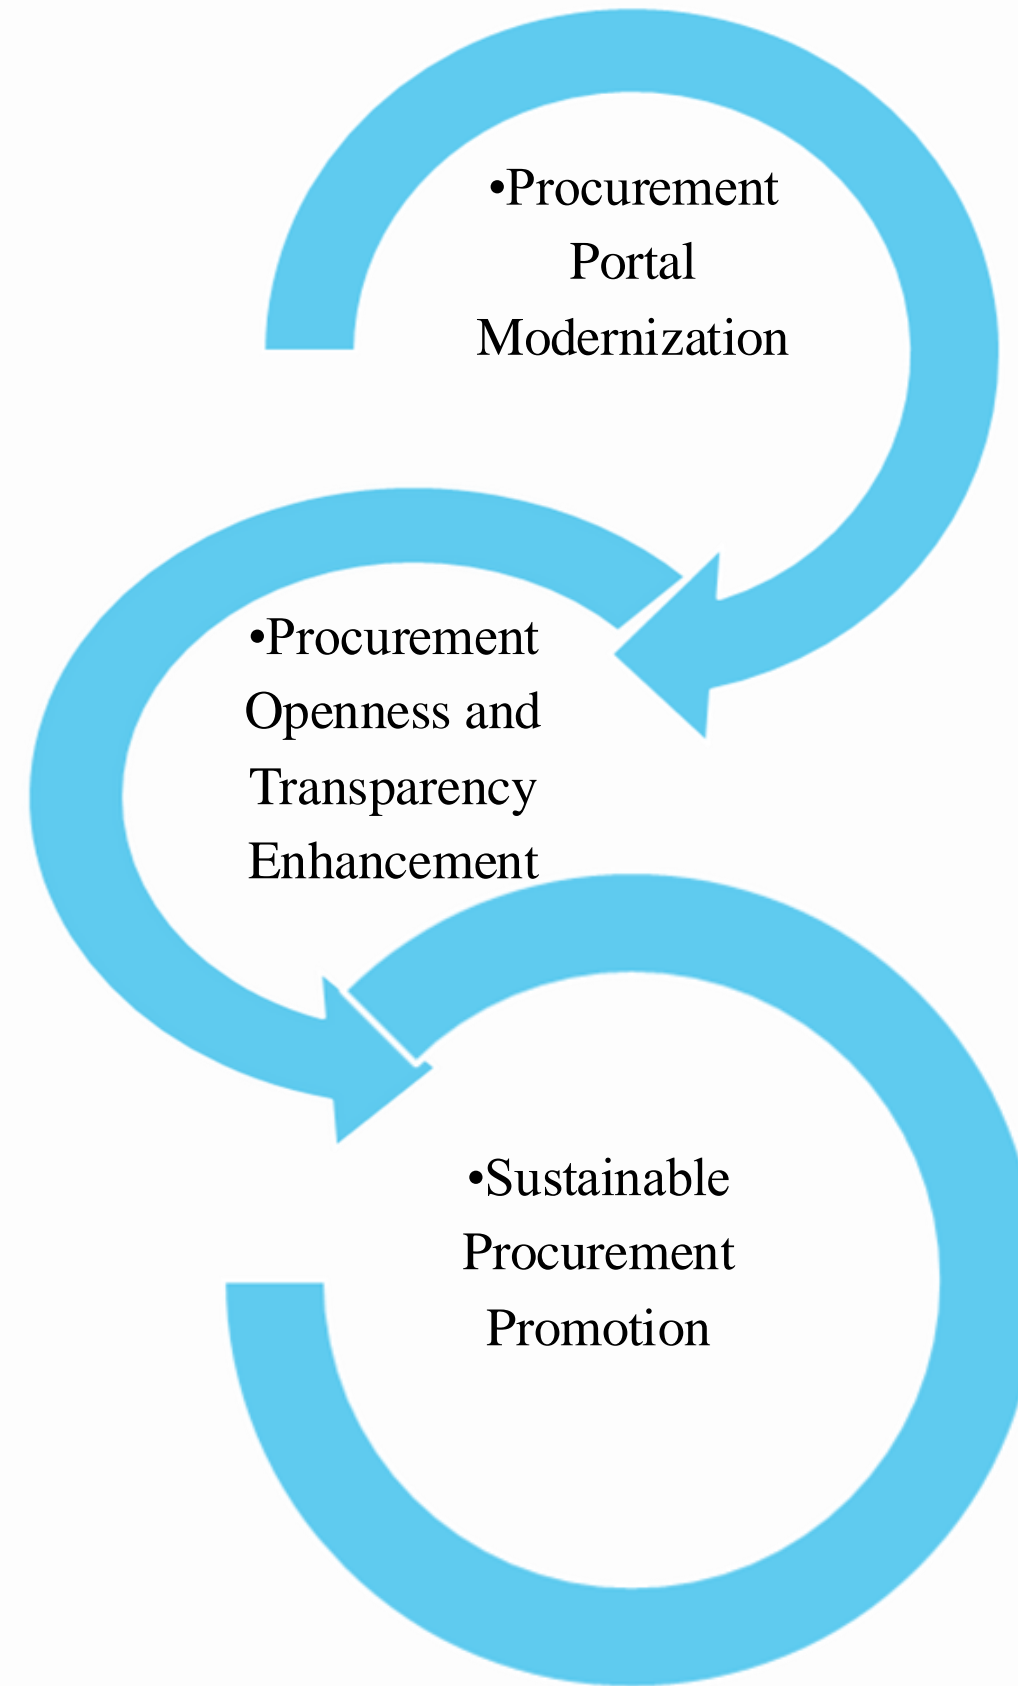 •Procurement
Portal
Modernization
•Procurement
Openness and
Transparency
Enhancement
•Sustainable
Procurement
Promotion